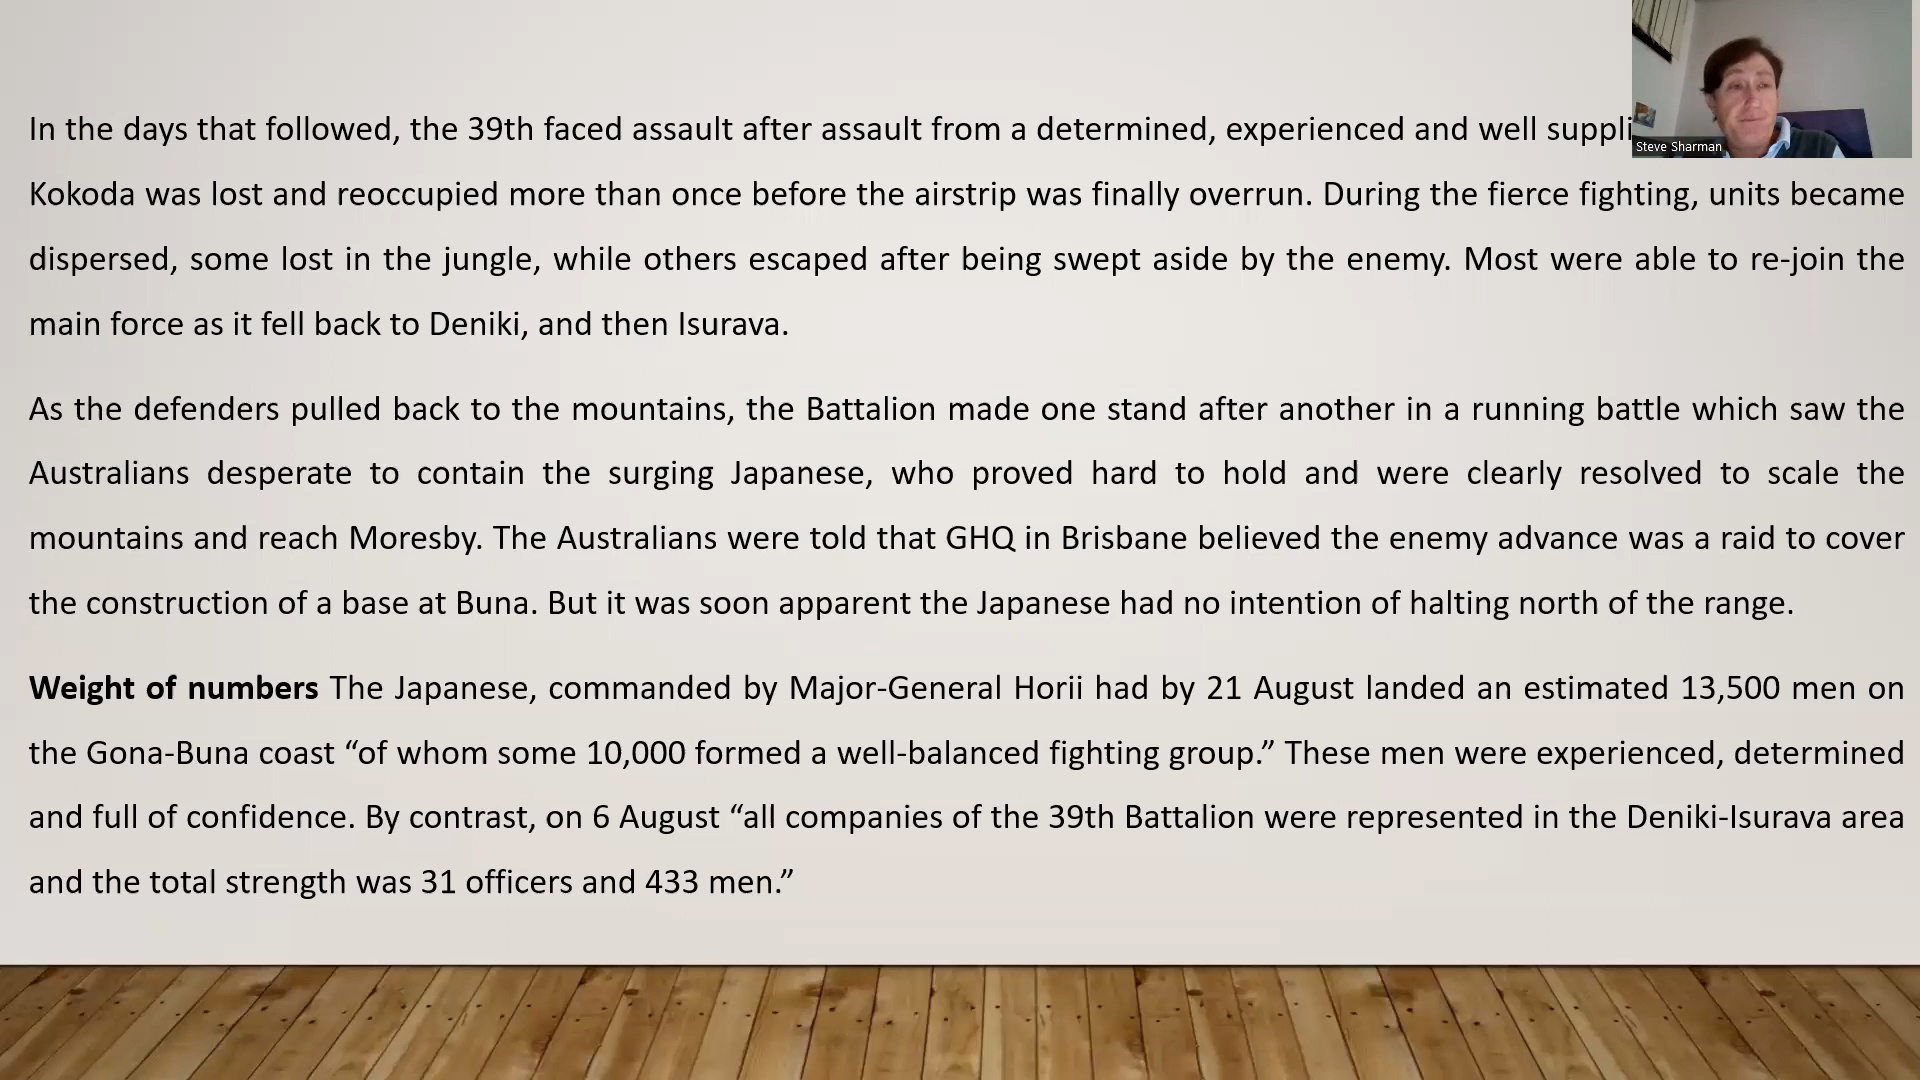 In the days that followed, the 39th faced assault after assault from a determined, experienced and well
Steve Sharman
Kokoda was lost and reoccupied more than once before the airstrip was finally overrun. During the fierce fighting, units became
dispersed, some lost in the jungle, while others escaped after being swept aside by the enemy. Most were able to re-join the
main force as it fell back to Deniki, and then Isurava.
As the defenders pulled back to the mountains, the Battalion made one stand after another in a running battle which saw the
Australians desperate to contain the surging Japanese, who proved hard to hold and were clearly resolved to scale the
mountains and reach Moresby. The Australians were told that GHQ in Brisbane believed the enemy advance was a raid to cover
the construction of a base at Buna. But it was soon apparent the Japanese had no intention of halting north of the range.
Weight of numbers The Japanese, commanded by Major-General Horii had by 21 August landed an estimated 13,500 men on
the Gona-Buna coast “of whom some 10,000 formed a well-balanced fighting group.” These men were experienced, determined
and full of confidence. By contrast, on 6 August “all companies of the 39th Battalion were represented in the Deniki-Isurava area
and the total strength was 31 officers and 433 men.”